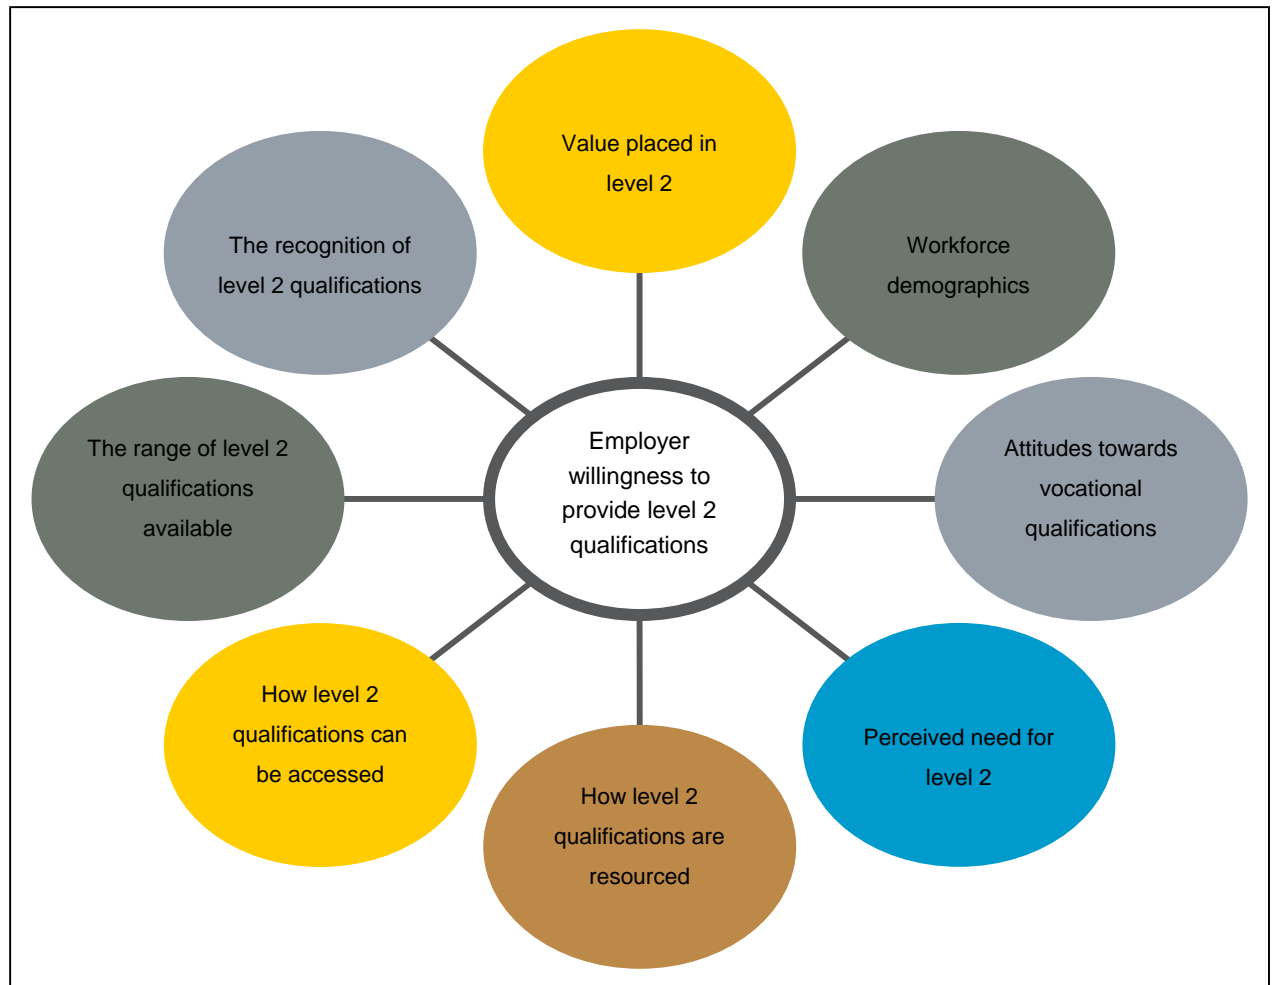 Value placed in
level 2
Workforce
demographics
Attitudes towards
vocational
qualifications
Perceived need for
level 2
How level 2
qualifications are
resourced
How level 2
qualifications can
be accessed
The range of level 2
qualifications
available
The recognition of
level 2 qualifications
Employer
willingness to
provide level 2
qualifications